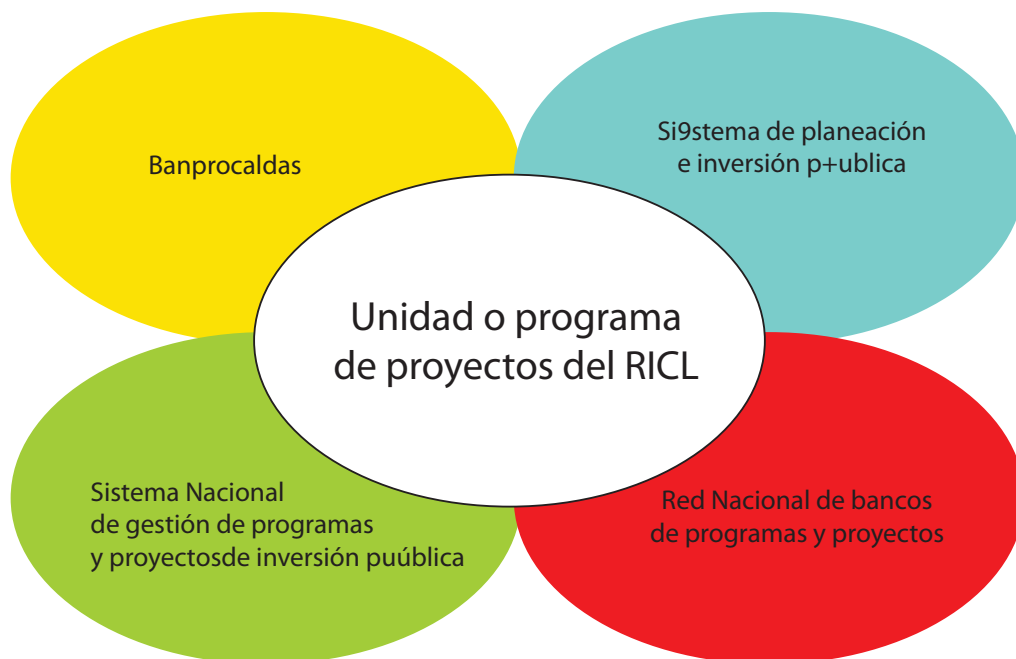 Banprocaldas
Si9stema de planeación
e inversión p+ublica
Unidad o programa
de proyectos del RICL
Sistema Nacional
de gestión de programas
y proyectosde inversión puública
Red Nacional de bancos
de programas y proyectos